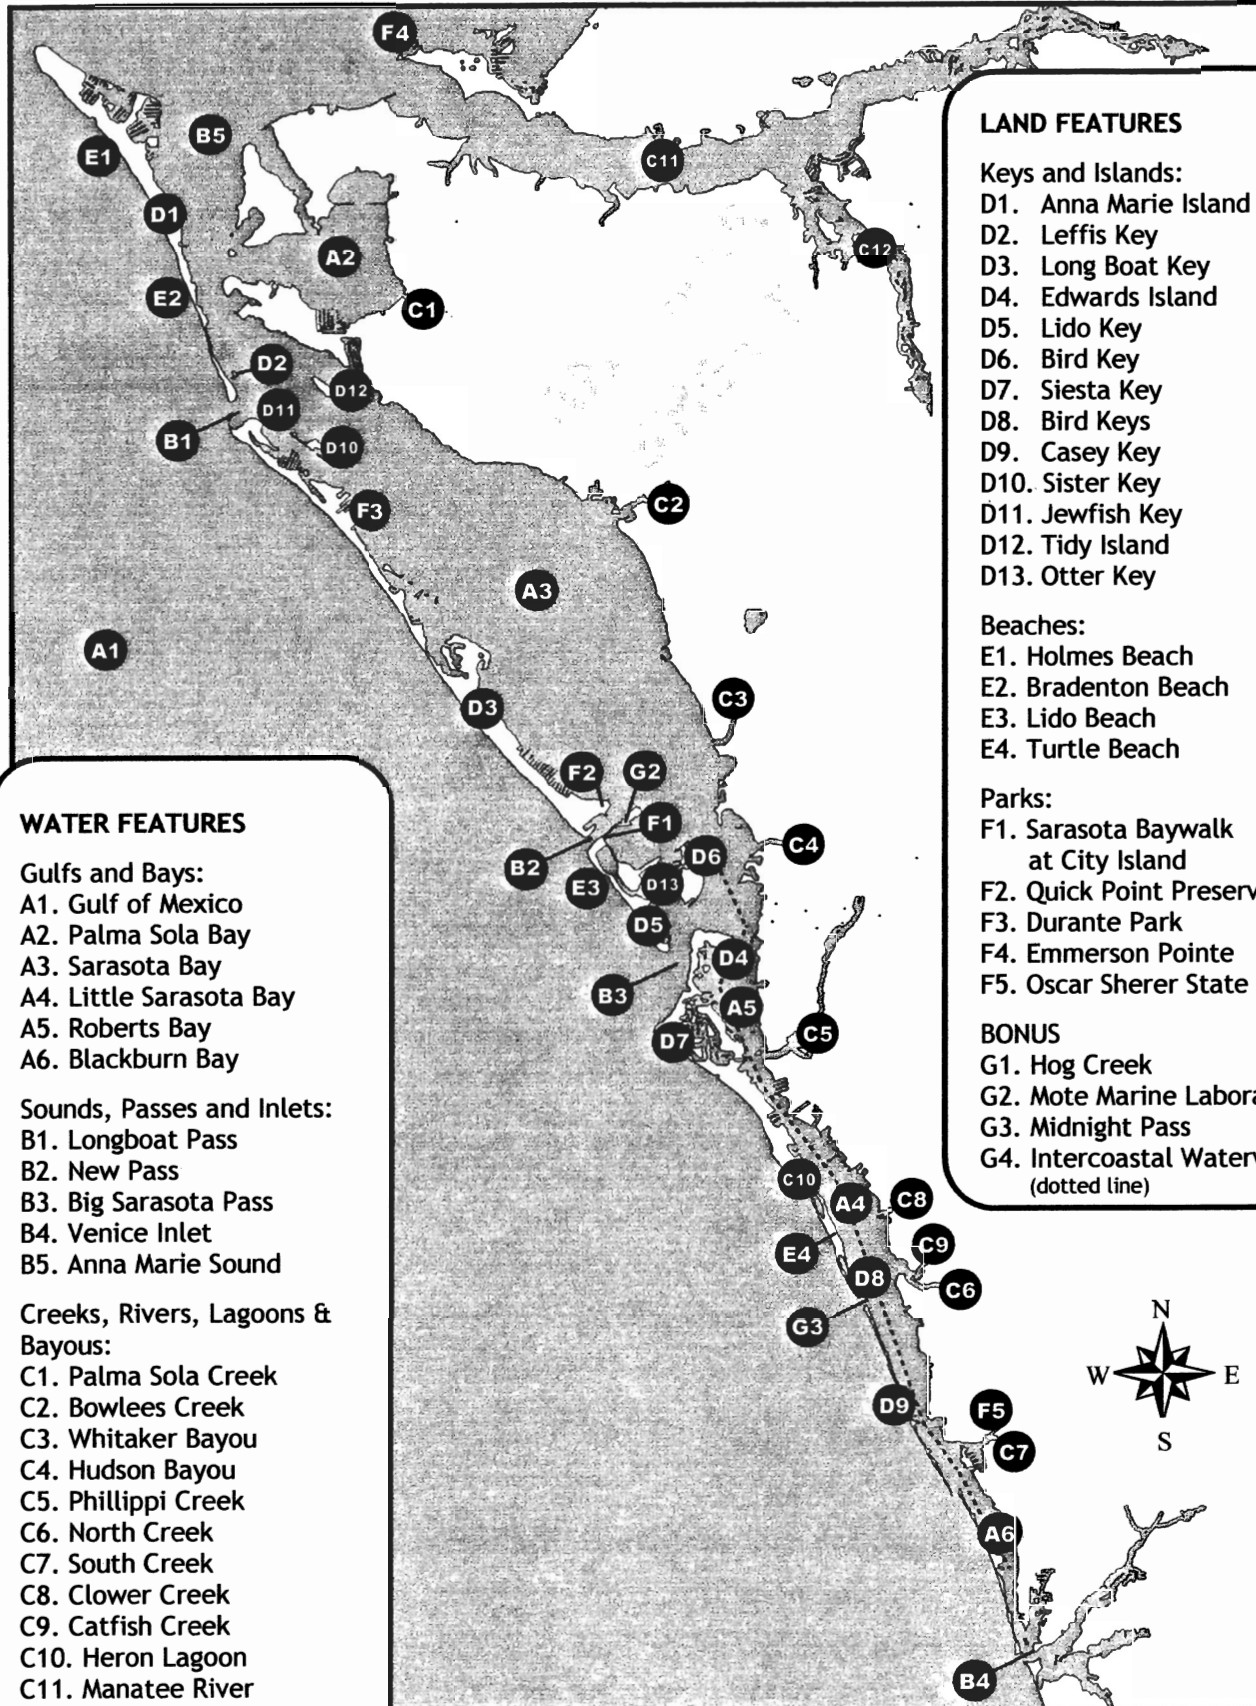 F4
B5
E1
C11
D1
A2
C12
E2
C1
D2
D12
D11
B1
D10
F3
C2
A3
A1
C3
D3
F2
G2
F1
D6
C4
B2
E3
D13
D5
D4
B3
A5
D7
C5
C10
A4
C8
E4
C9
D8
C6
G3
D9
F5
C7
A6
B4
N
W
E
S
WATER FEATURES
Gulfs and Bays:
A1. Gulf of Mexico
A2. Palma Sola Bay
A3. Sarasota Bay
A4. Little Sarasota Bay
A5. Roberts Bay
A6. Blackburn Bay
Sounds, Passes and Inlets:
B1. Longboat Pass
B2. New Pass
B3. Big Sarasota Pass
B4. Venice Inlet
B5. Anna Marie Sound
Creeks, Rivers, Lagoons &
Bayous:
C1. Palma Sola Creek
C2. Bowlees Creek
C3. Whitaker Bayou
C4. Hudson Bayou
C5. Phillippi Creek
C6. North Creek
C7. South Creek
C8. Clower Creek
C9. Catfish Creek
C10. Heron Lagoon
C11. Manatee River
LAND FEATURES
Keys and Islands:
D1. Anna Marie Island
D2. Leffis Key
D3. Long Boat Key
D4. Edwards Island
D5. Lido Key
D6. Bird Key
D7. Siesta Key
D8. Bird Keys
D9. Casey Key
D10. Sister Key
D11. Jewfish Key
D12. Tidy Island
D13. Otter Key
Beaches:
E1. Holmes Beach
E2. Bradenton Beach
E3. Lido Beach
E4. Turtle Beach
Parks:
F1. Sarasota Baywalk
at City Island
F2. Quick Point Preserv
F3. Durante Park
F4. Emmerson Pointe
F5. Oscar Sherer State
BONUS
G1. Hog Creek
G2. Mote Marine Labora
G3. Midnight Pass
G4. Intercoastal Waterw
(dotted line)